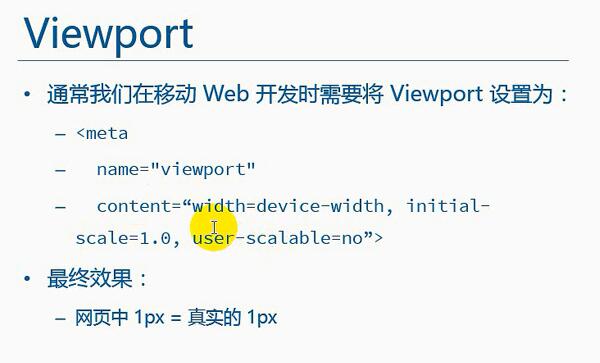 Viewport
• 通常我们在移动 Web 开发时需要将 Viewport 设置为：
– <meta
– name="viewport"
– content=“width=device-width, initial-
scale=1.0, user-scalable=no”>
• 最终效果：
– 网页中 1px = 真实的 1px